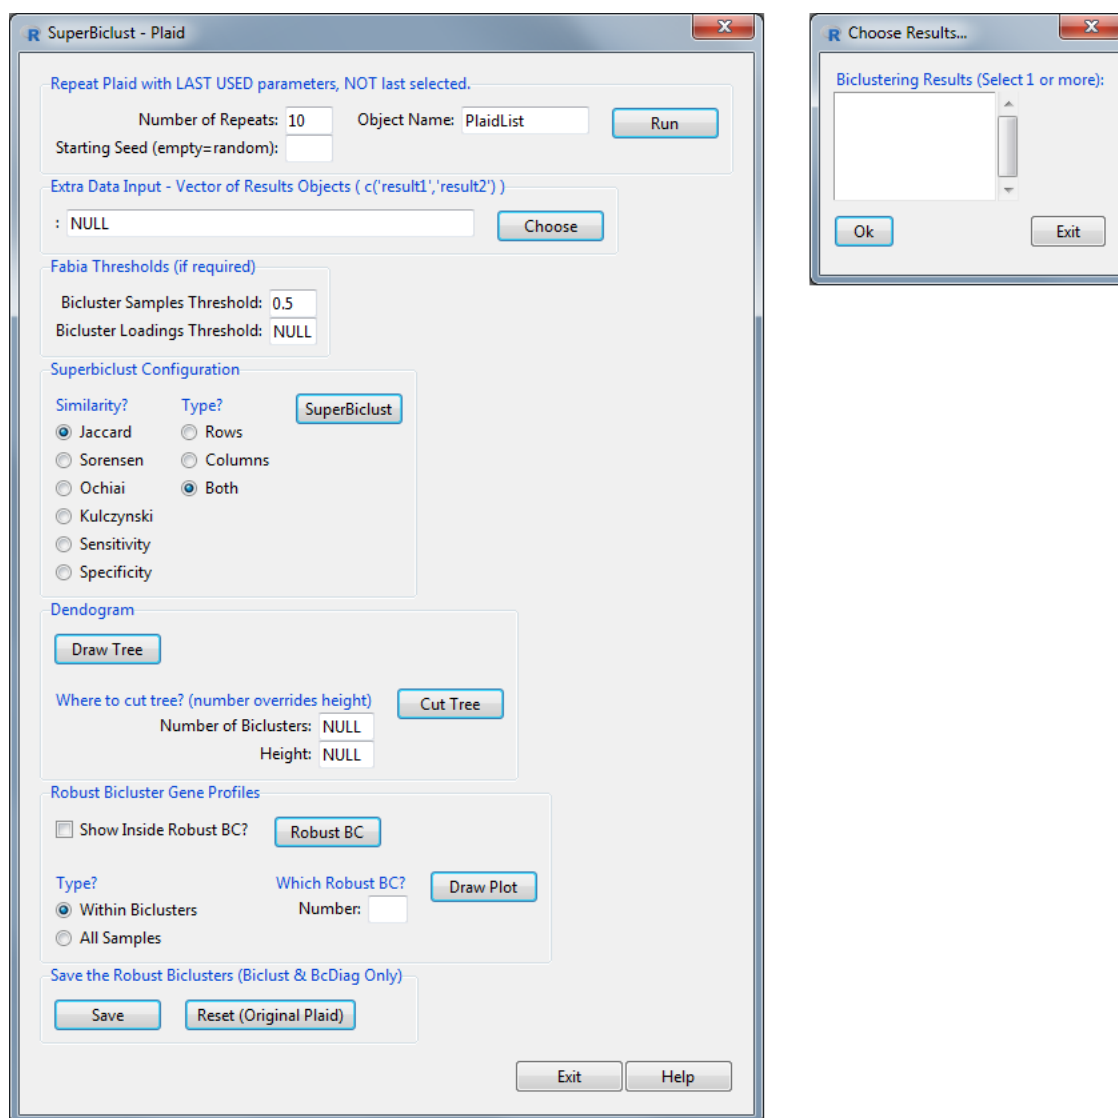 SuperBiclust - Plaid
Repeat Plaid with LAST USED parameters, NOT last selected.
Number of Repeats: 10 Object Name: PlaidList Run
Starting Seed (empty=random):
Extra Data Input - Vector of Results Objects ( c('result1','result2') )
: NULL Choose
Fabia Thresholds (if required)
Bicluster Samples Threshold: 0.5
Bicluster Loadings Threshold: NULL
Superbiclust Configuration
Similarity? Type? SuperBiclust
Jaccard Rows
Sorensen Columns
Ochiai Both
Kulczynski
Sensitivity
Specificity
Dendogram
Draw Tree
Where to cut tree? (number overrides height) Cut Tree
Number of Biclusters: NULL
Height: NULL
Robust Bicluster Gene Profiles
Show Inside Robust BC? Robust BC
Type? Which Robust BC? Draw Plot
Within Biclusters Number:
All Samples
Save the Robust Biclusters (Biclust & BcDiag Only)
Save Reset (Original Plaid)
Exit Help
Choose Results...
Biclustering Results (Select 1 or more):
Ok Exit